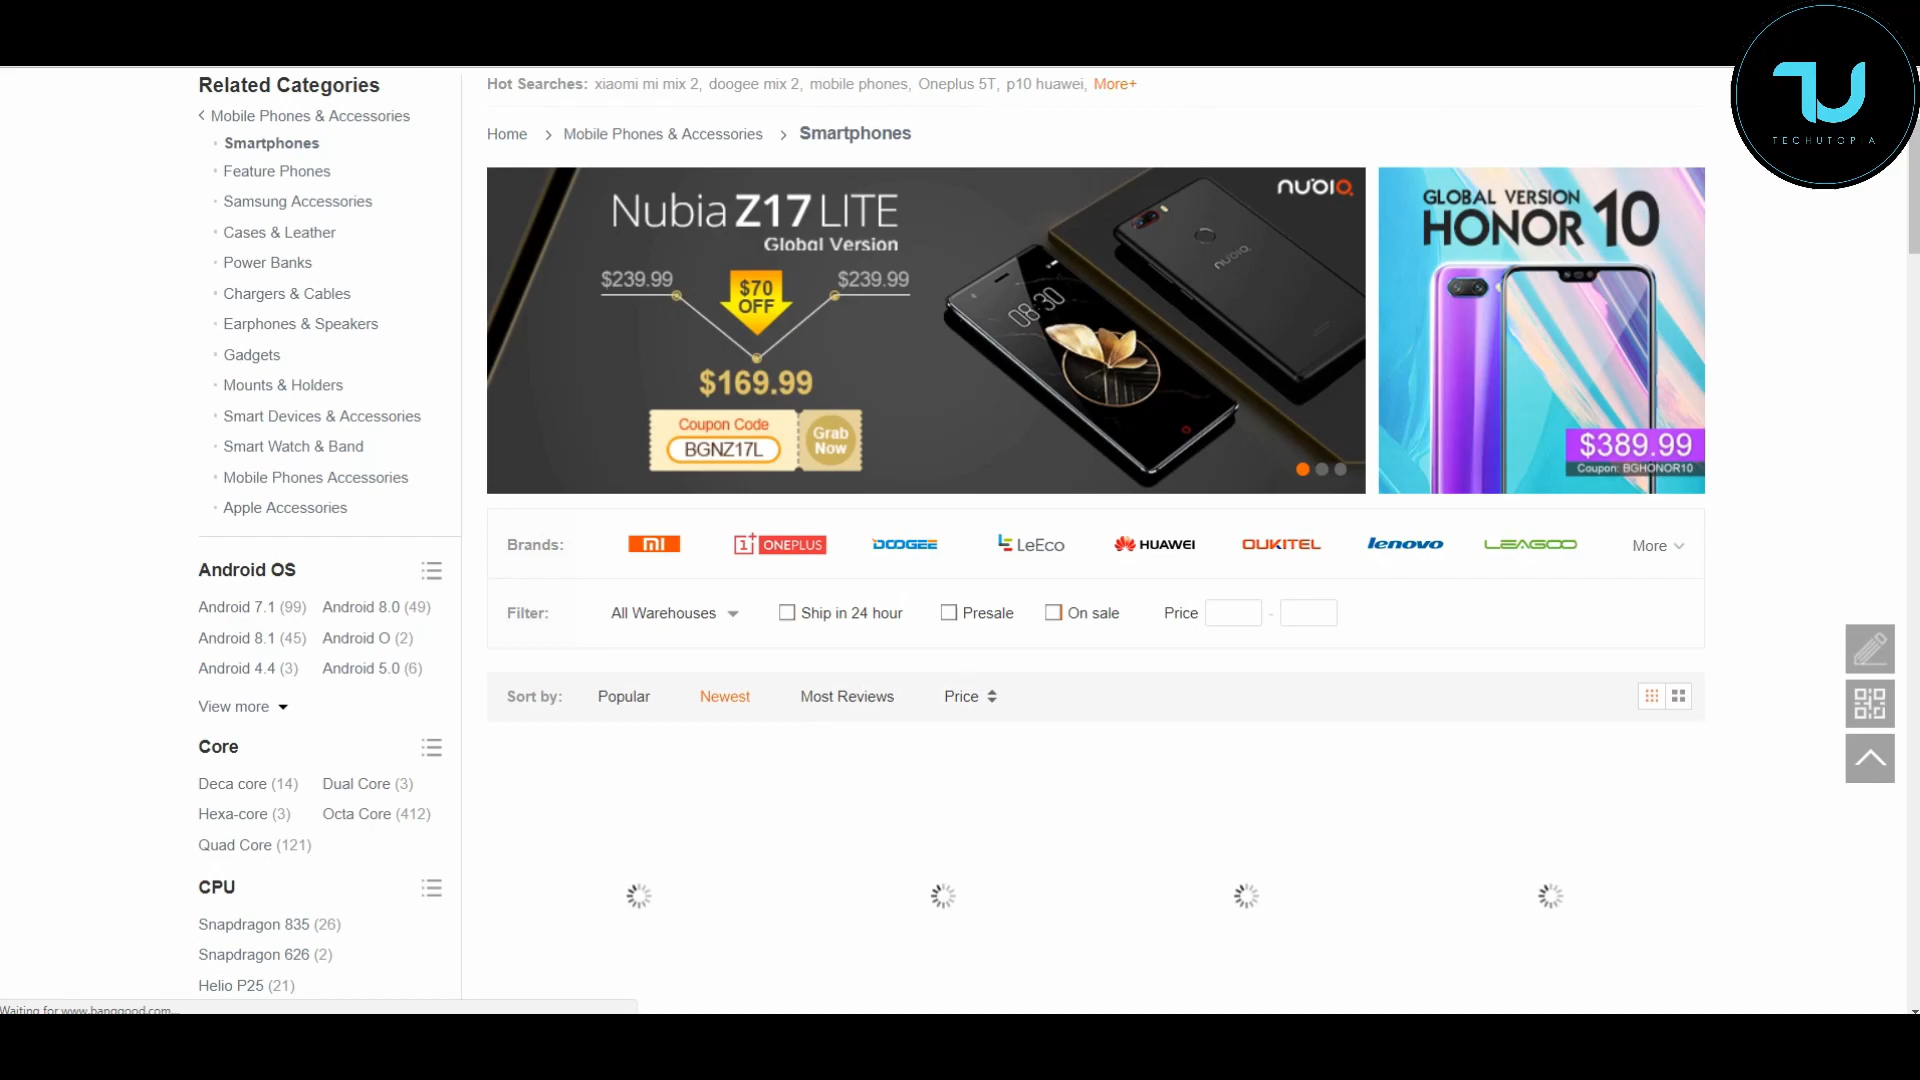 TECHUTOPIA
Related Categories
Mobile Phones & Accessories
Smartphones
Feature Phones
Samsung Accessories
Cases & Leather
Power Banks
Chargers & Cables
Earphones & Speakers
Gadgets
Mounts & Holders
Smart Devices & Accessories
Smart Watch & Band
Mobile Phones Accessories
Apple Accessories
Android OS
Android 7.1 (99) Android 8.0 (49)
Android 8.1 (45) Android O (2)
Android 4.4 (3) Android 5.0 (6)
View more
Core
Deca core (14) Dual Core (3)
Hexa-core (3) Octa Core (412)
Quad Core (121)
CPU
Snapdragon 835 (26)
Snapdragon 626 (2)
Helio P25 (21)
Hot Searches: xiaomi mi mix 2, doogee mix 2, mobile phones, Oneplus 5T, p10 huawei, More+
Home > Mobile Phones & Accessories > Smartphones
nubia
Nubia Z17 LITE
Global Version
$239.99 $239.99
$70
OFF
$169.99
Coupon Code
BGNZ17L
Grab
Now
08:30
nubia
GLOBAL VERSION
HONOR 10
$389.99
Coupon: BGHONOR10
Brands: MI ONEPLUS DOOGEE LeEco HUAWEI OUKITEL lenovo LEAGOO More
Filter: All Warehouses Ship in 24 hour Presale On sale Price -
Sort by: Popular Newest Most Reviews Price
Waiting for www.banggood.com...